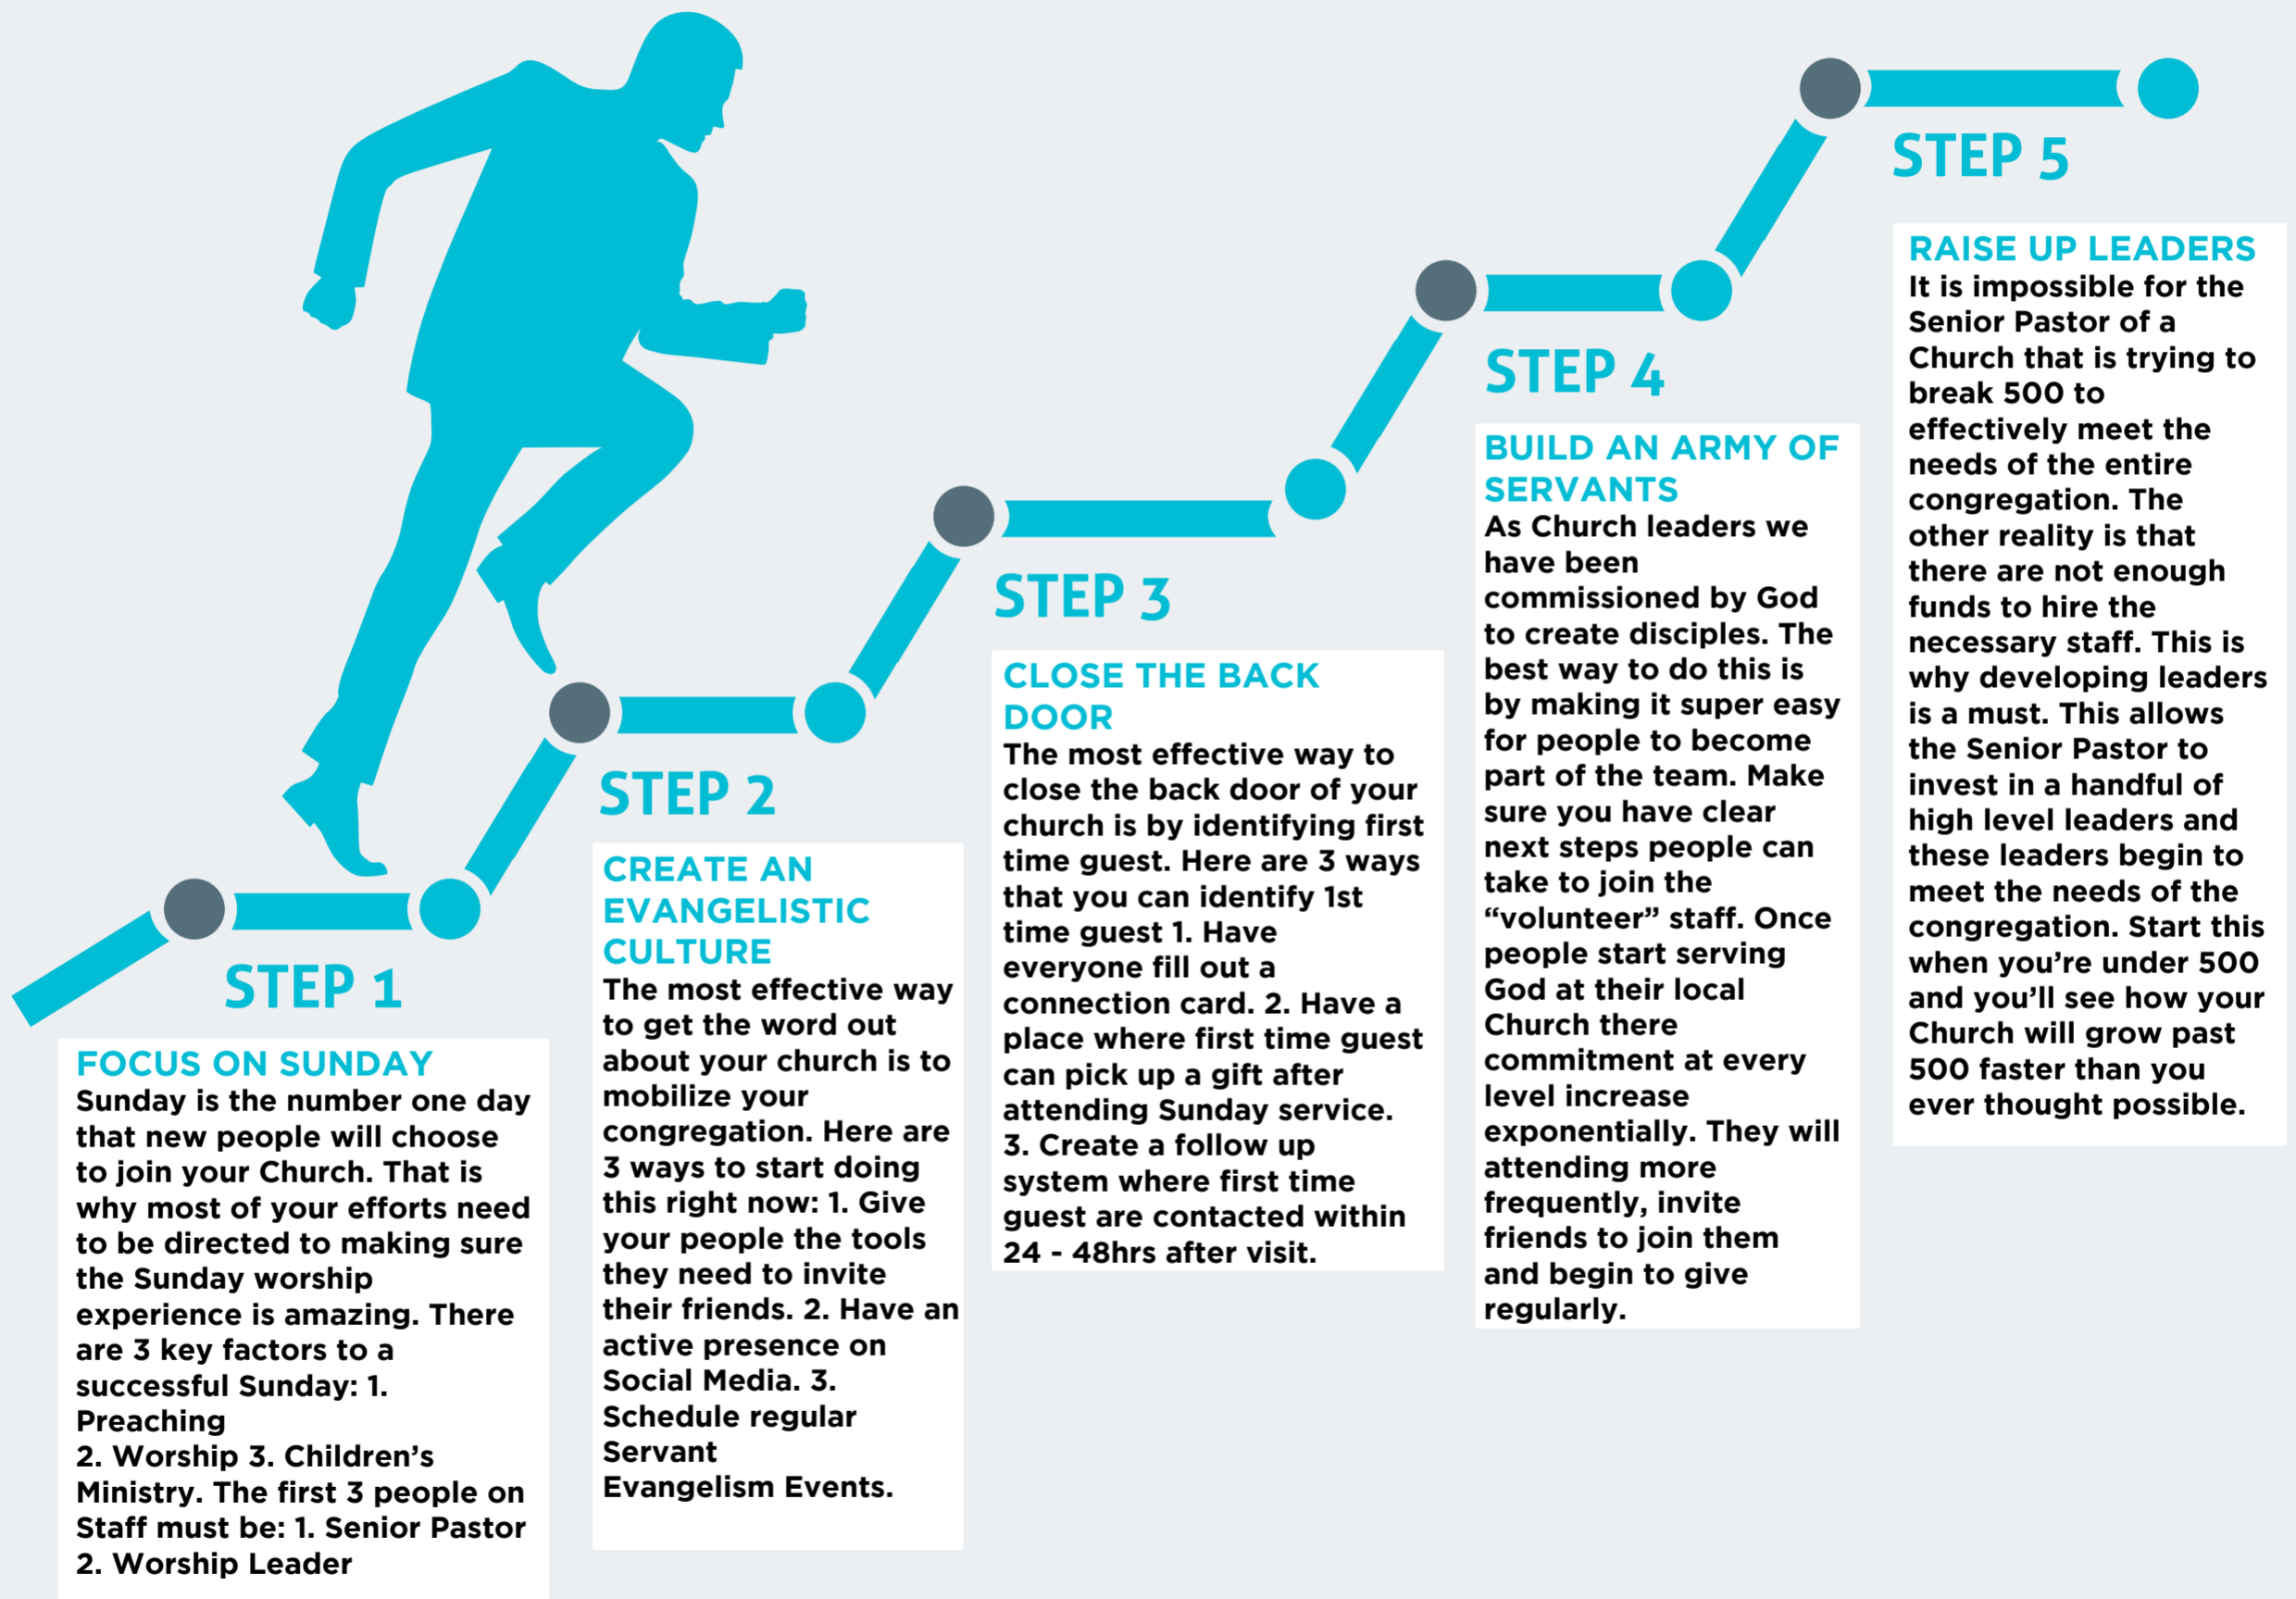 STEP 1
FOCUS ON SUNDAY
Sunday is the number one day
that new people will choose
to join your Church. That is
why most of your efforts need
to be directed to making sure
the Sunday worship
experience is amazing. There
are 3 key factors to a
successful Sunday: 1.
Preaching
2. Worship 3. Children’s
Ministry. The first 3 people on
Staff must be: 1. Senior Pastor
2. Worship Leader
STEP 2
CREATE AN
EVANGELISTIC
CULTURE
The most effective way
to get the word out
about your church is to
mobilize your
congregation. Here are
3 ways to start doing
this right now: 1. Give
your people the tools
they need to invite
their friends. 2. Have an
active presence on
Social Media. 3.
Schedule regular
Servant
Evangelism Events.
STEP 3
CLOSE THE BACK
DOOR
The most effective way to
close the back door of your
church is by identifying first
time guest. Here are 3 ways
that you can identify 1st
time guest 1. Have
everyone fill out a
connection card. 2. Have a
place where first time guest
can pick up a gift after
attending Sunday service.
3. Create a follow up
system where first time
guest are contacted within
24 - 48hrs after visit.
STEP 4
BUILD AN ARMY OF
SERVANTS
As Church leaders we
have been
commissioned by God
to create disciples. The
best way to do this is
by making it super easy
for people to become
part of the team. Make
sure you have clear
next steps people can
take to join the
“volunteer” staff. Once
people start serving
God at their local
Church there
commitment at every
level increase
exponentially. They will
attending more
frequently, invite
friends to join them
and begin to give
regularly.
STEP 5
RAISE UP LEADERS
It is impossible for the
Senior Pastor of a
Church that is trying to
break 500 to
effectively meet the
needs of the entire
congregation. The
other reality is that
there are not enough
funds to hire the
necessary staff. This is
why developing leaders
is a must. This allows
the Senior Pastor to
invest in a handful of
high level leaders and
these leaders begin to
meet the needs of the
congregation. Start this
when you’re under 500
and you’ll see how your
Church will grow past
500 faster than you
ever thought possible.